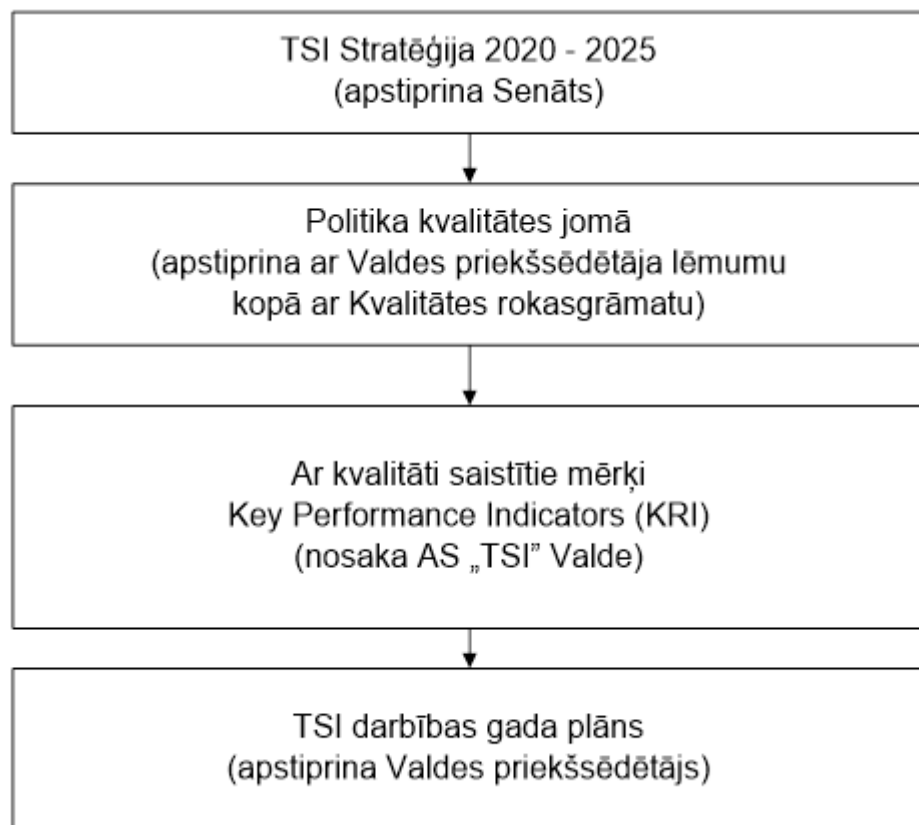 TSI Stratēģija 2020 - 2025
(apstiprina Senāts)
Politika kvalitātes jomā
(apstiprina ar Valdes priekšsēdētāja lēmumu
kopā ar Kvalitātes rokasgrāmatu)
Ar kvalitāti saistītie mērķi
Key Performance Indicators (KRI)
(nosaka AS „TSI” Valde)
TSI darbības gada plāns
(apstiprina Valdes priekšsēdētājs)